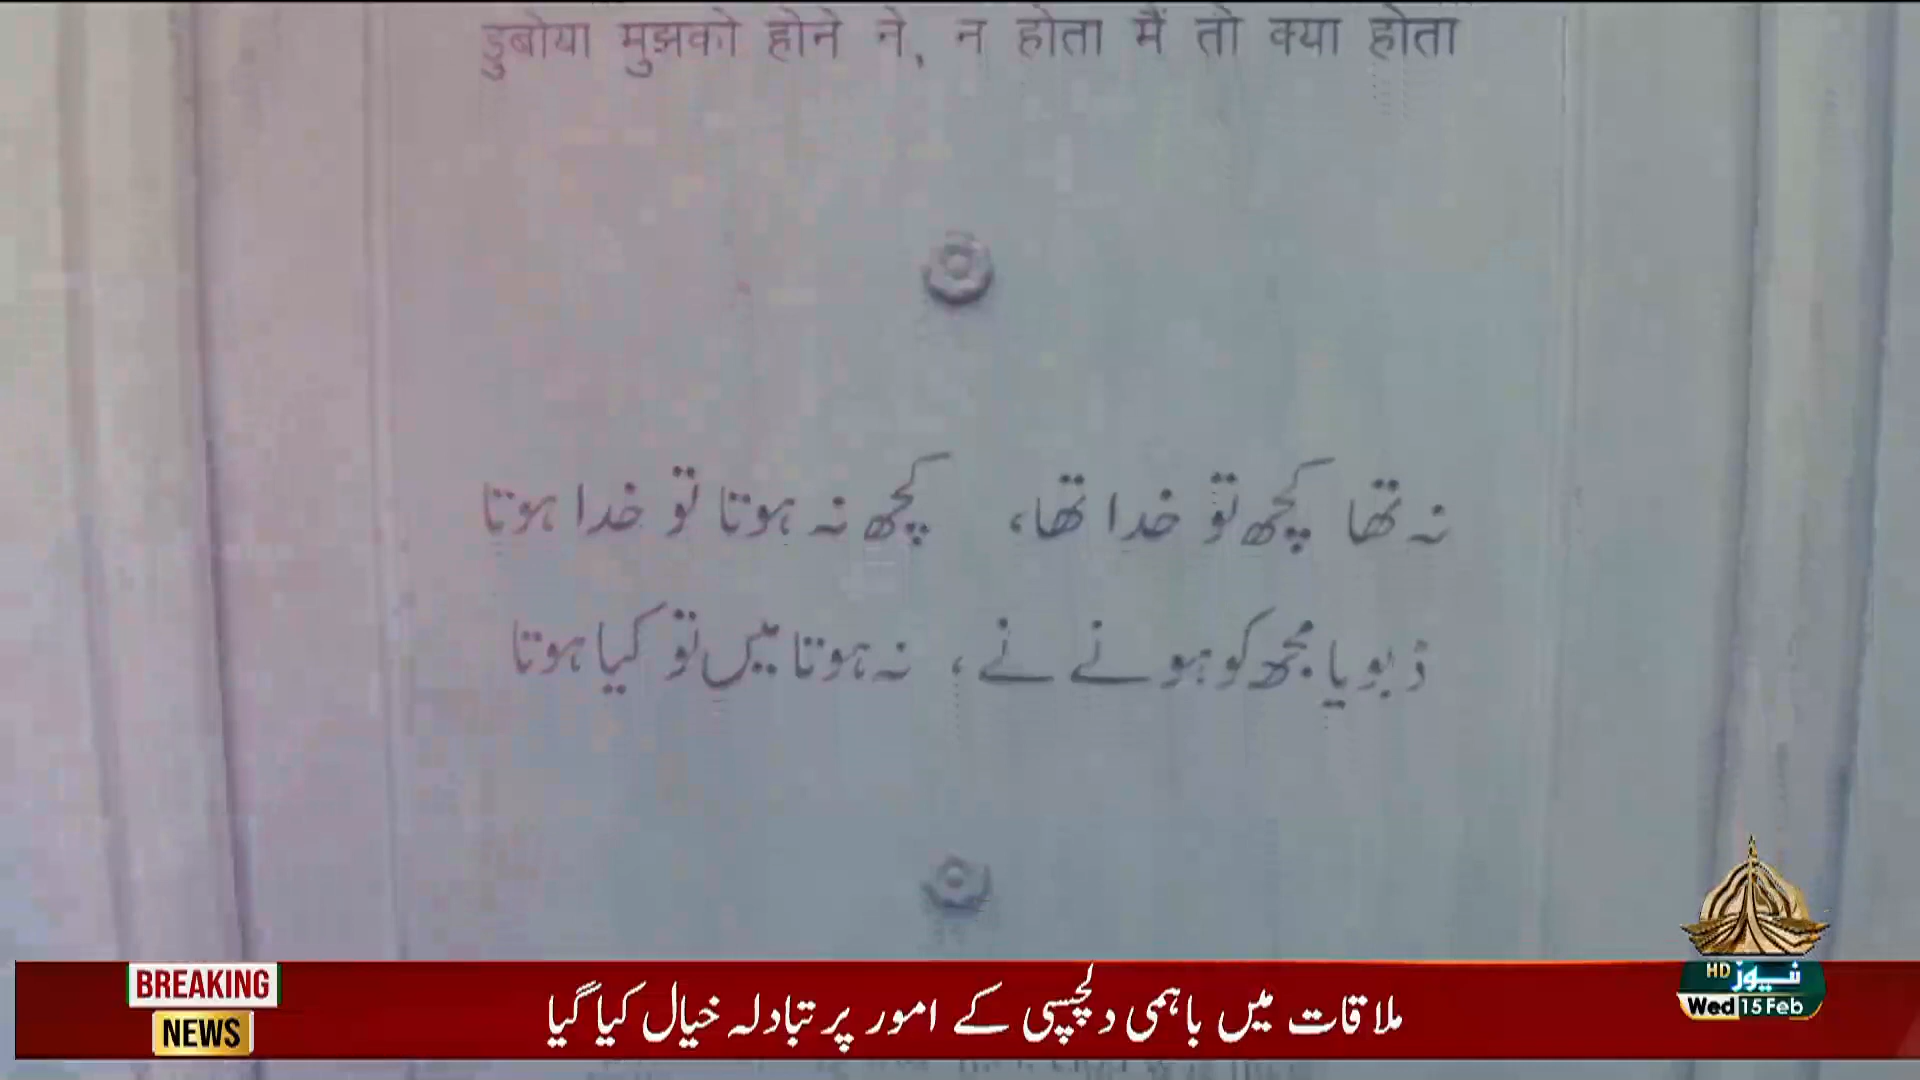 डुबोया मुझको होने ने, न होता मैं तो क्या होता
نہ تھا کچھ تو خدا تھا، کچھ نہ ہوتا تو خدا ہوتا
ڈبویا مجھ کو ہونے نے، نہ ہوتا میں تو کیا ہوتا
HD نیوز
Wed 15 Feb
BREAKING
NEWS
ملاقات میں باہمی دلچسپی کے امور پر تبادلہ خیال کیا گیا